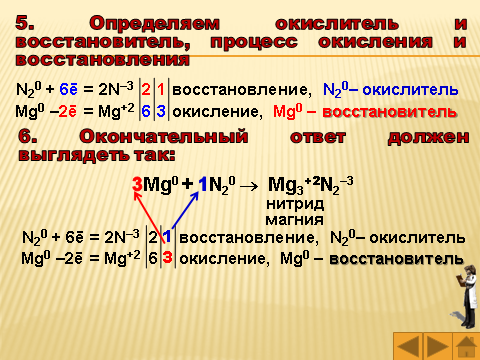 5. Определяем окислитель и
восстановитель, процесс окисления и
восстановления
N₂⁰ + 6ē = 2N⁻³ |2|1| восстановление, N₂⁰– окислитель
Mg⁰ –2ē = Mg⁺² |6|3| окисление, Mg⁰ – восстановитель
6. Окончательный ответ должен
выглядеть так:
3Mg⁰ + 1N₂⁰ → Mg₃⁺²N₂⁻³
нитрид
магния
N₂⁰ + 6ē = 2N⁻³ |2|1| восстановление, N₂⁰– окислитель
Mg⁰ –2ē = Mg⁺² |6|3| окисление, Mg⁰ – восстановитель